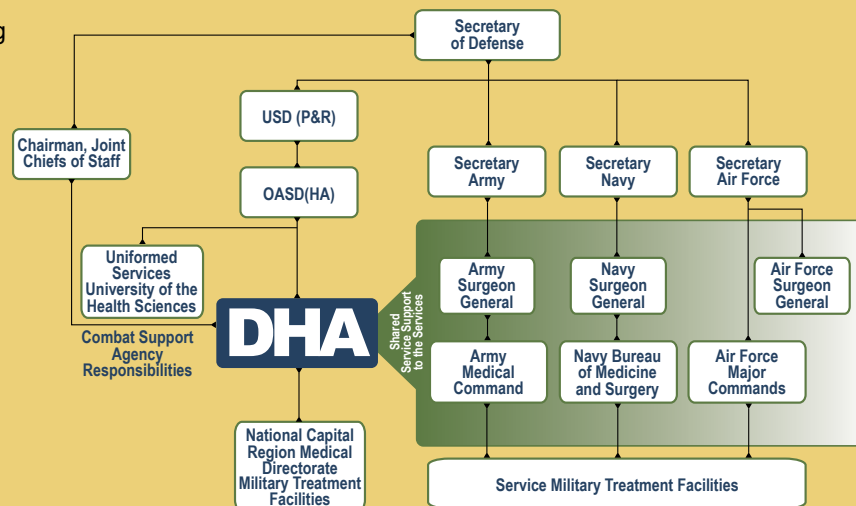 g
Secretary
of Defense
USD (P&R)
Chairman, Joint
Chiefs of Staff
Secretary
Army
Secretary
Navy
Secretary
Air Force
OASD(HA)
Uniformed
Services
University of the
Health Sciences
Army
Surgeon
General
Navy
Surgeon
General
Air Force
Surgeon
General
Combat Support
Agency
Responsibilities
DHA
Shared
Service Support
to the Services
Army
Medical
Command
Navy Bureau
of Medicine
and Surgery
Air Force
Major
Commands
National Capital
Region Medical
Directorate
Military Treatment
Facilities
Service Military Treatment Facilities